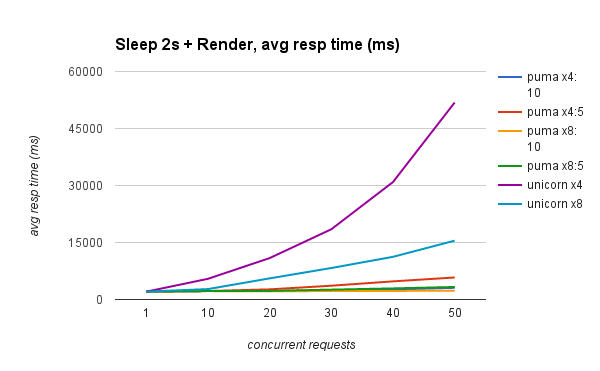 Sleep 2s + Render, avg resp time (ms)
60000
45000
30000
15000
0
avg resp time (ms)
1 10 20 30 40 50
concurrent requests
puma x4:
10
puma x4:5
puma x8:
10
puma x8:5
unicorn x4
unicorn x8